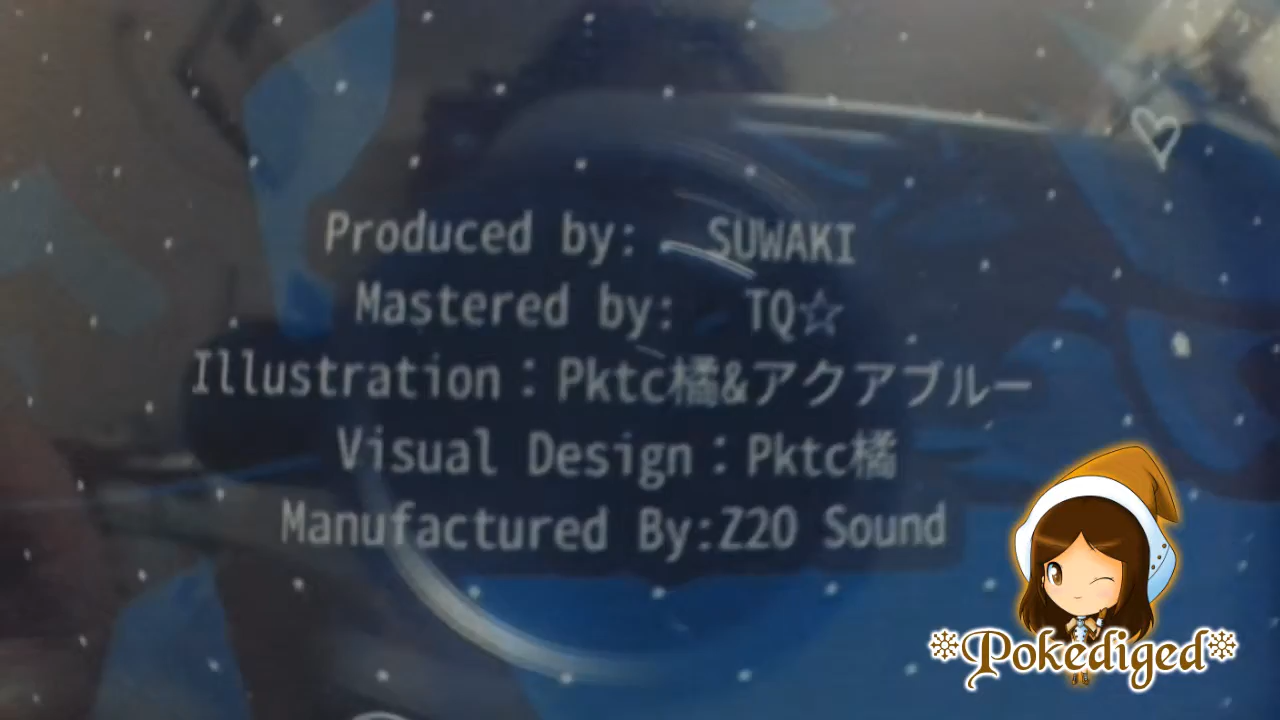 Produced by: SUWAKI
Mastered by: TQ☆
Illustration：Pktc橘&アクアブルー
Visual Design：Pktc橘
Manufactured By:Z20 Sound
*Pokédiged*